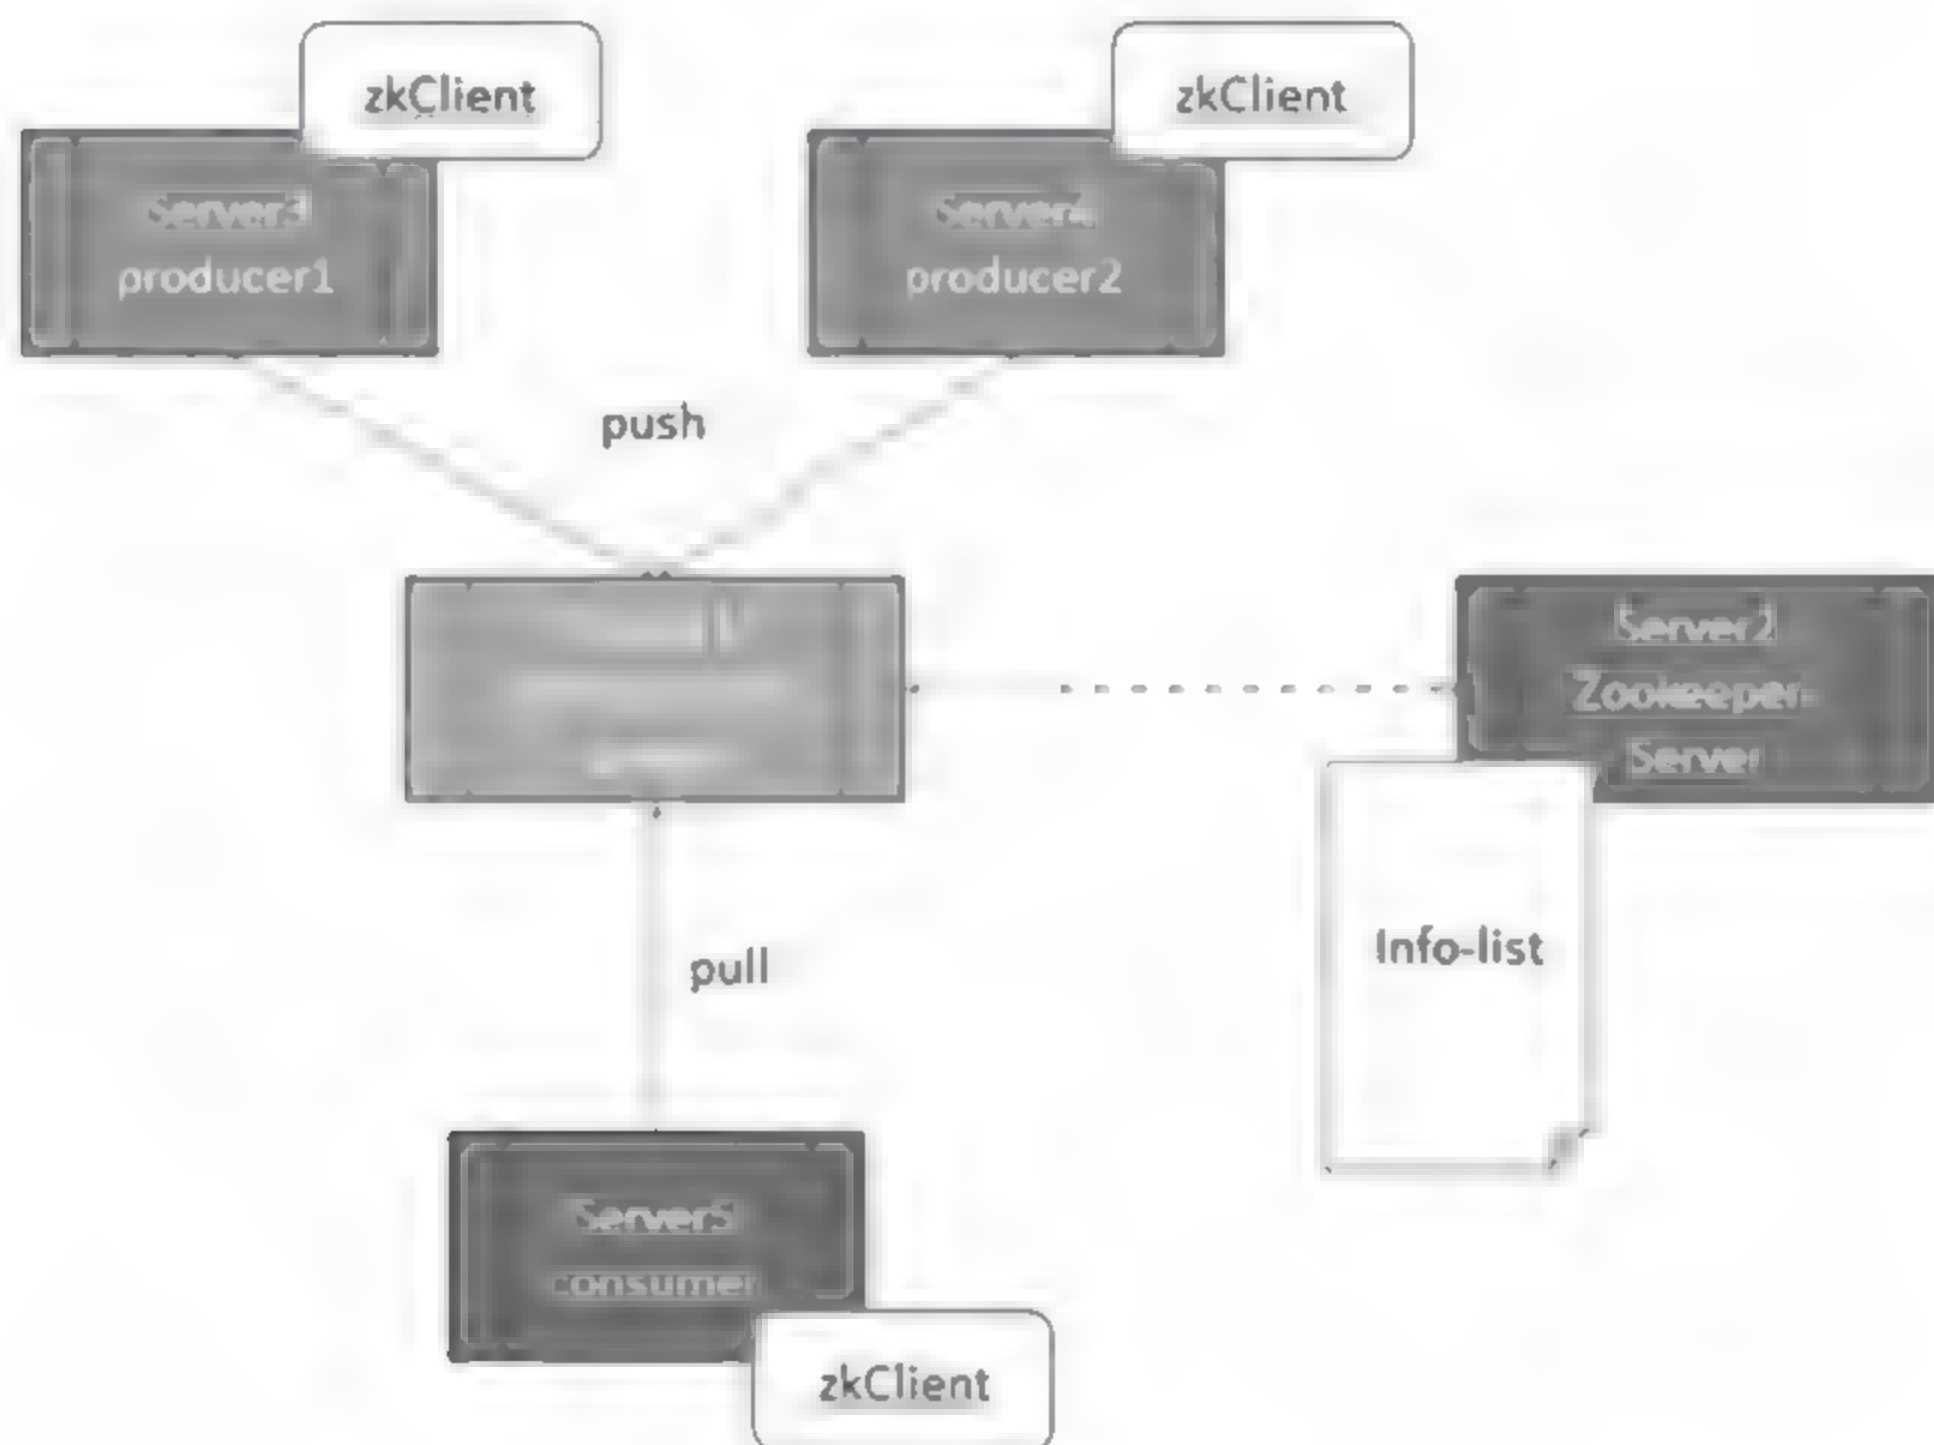 zkClient
zkClient
Server3
producer1
Server4
producer2
push
Server2
Zookeeper
Server
Info-list
pull
Server5
consumer
zkClient